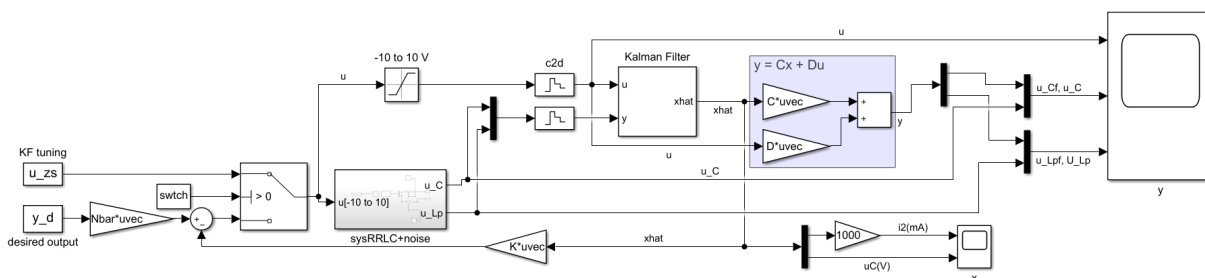 u
-10 to 10 V
c2d
Kalman Filter
y = Cx + Du
u
y
xhat
xhat
C*uvec
D*uvec
+
+
y
u
u_Cf, u_C
u_Lpf, U_Lp
y
u
u_C
KF tuning
u_zs
swtch
> 0
y_d
desired output
Nbar*uvec
+
−
u[-10 to 10]
u_C
u_Lp
sysRRLC+noise
K*uvec
xhat
1000
i2(mA)
uC(V)